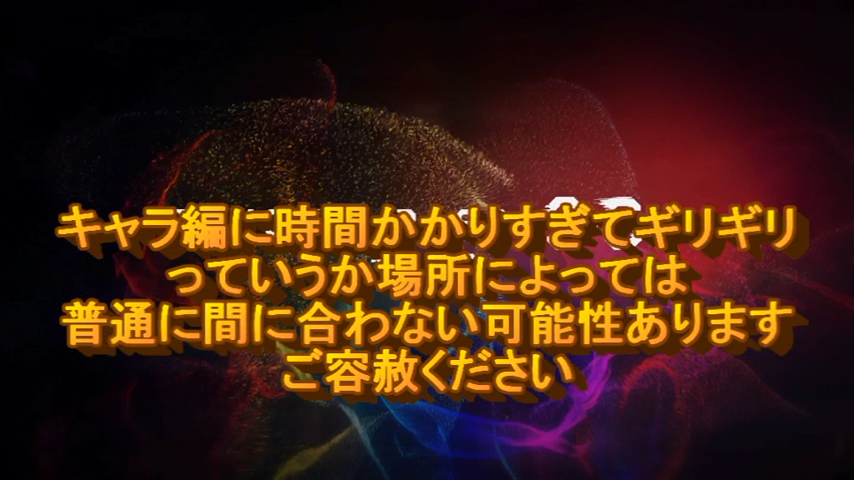 キャラ編に時間かかりすぎてギリギリ
っていうか場所によっては
普通に間に合わない可能性あります
ご容赦ください